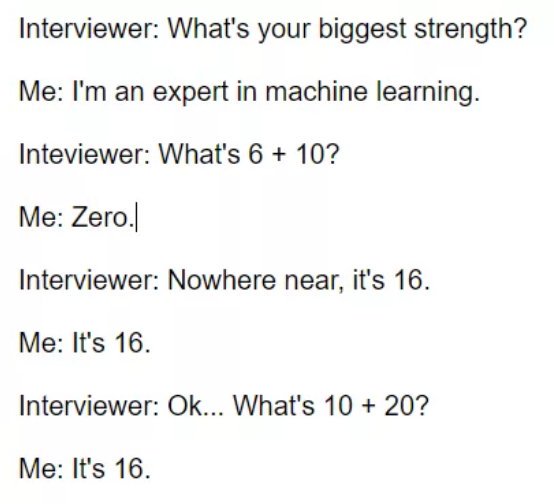 Interviewer: What's your biggest strength?
Me: I'm an expert in machine learning.
Inteviewer: What's 6 + 10?
Me: Zero.
Interviewer: Nowhere near, it's 16.
Me: It's 16.
Interviewer: Ok... What's 10 + 20?
Me: It's 16.